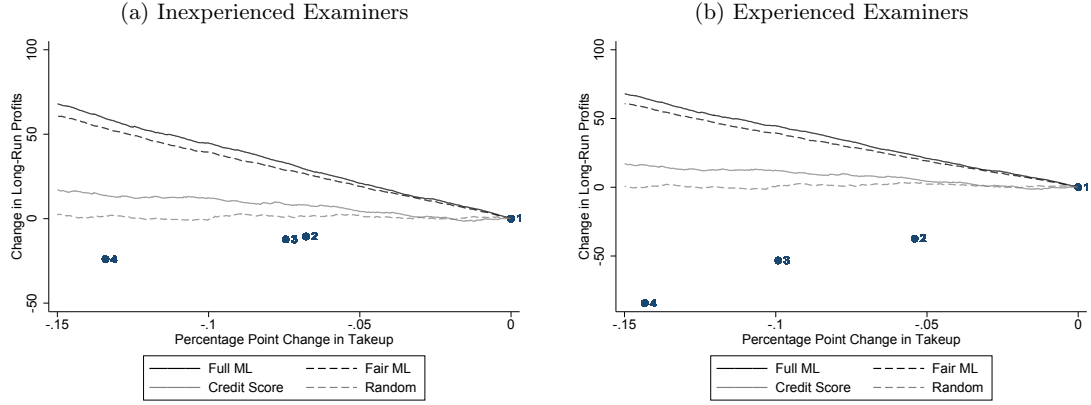 (a) Inexperienced Examiners
Change in Long-Run Profits
100
50
0
-50
1
2
3
4
-.15
-.1
-.05
0
Percentage Point Change in Takeup
Full ML
Fair ML
Credit Score
Random
(b) Experienced Examiners
Change in Long-Run Profits
100
50
0
-50
1
2
3
4
-.15
-.1
-.05
0
Percentage Point Change in Takeup
Full ML
Fair ML
Credit Score
Random